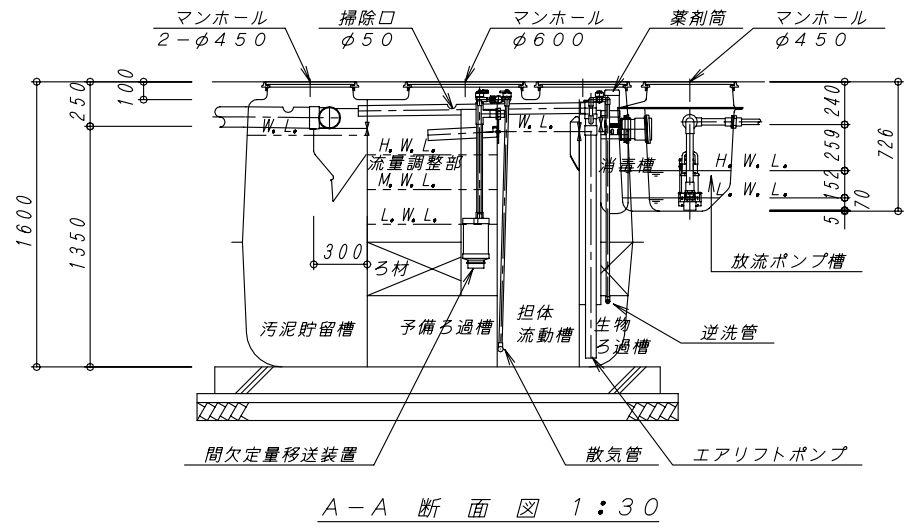 マンホール
2-φ450
掃除口
φ50
マンホール
φ600
薬剤筒
マンホール
φ450
250
100
1600
1350
W. L.
H. W. L.
流量調整部
M. W. L.
L. W. L.
300
ろ材
W. L.
消毒槽
H. W. L.
L. W. L.
240
259
152
70
5
726
放流ポンプ槽
汚泥貯留槽
予備ろ過槽
担体
流動槽
生物
ろ過槽
逆洗管
間欠定量移送装置
散気管
エアリフトポンプ
A-A 断 面 図 1:30